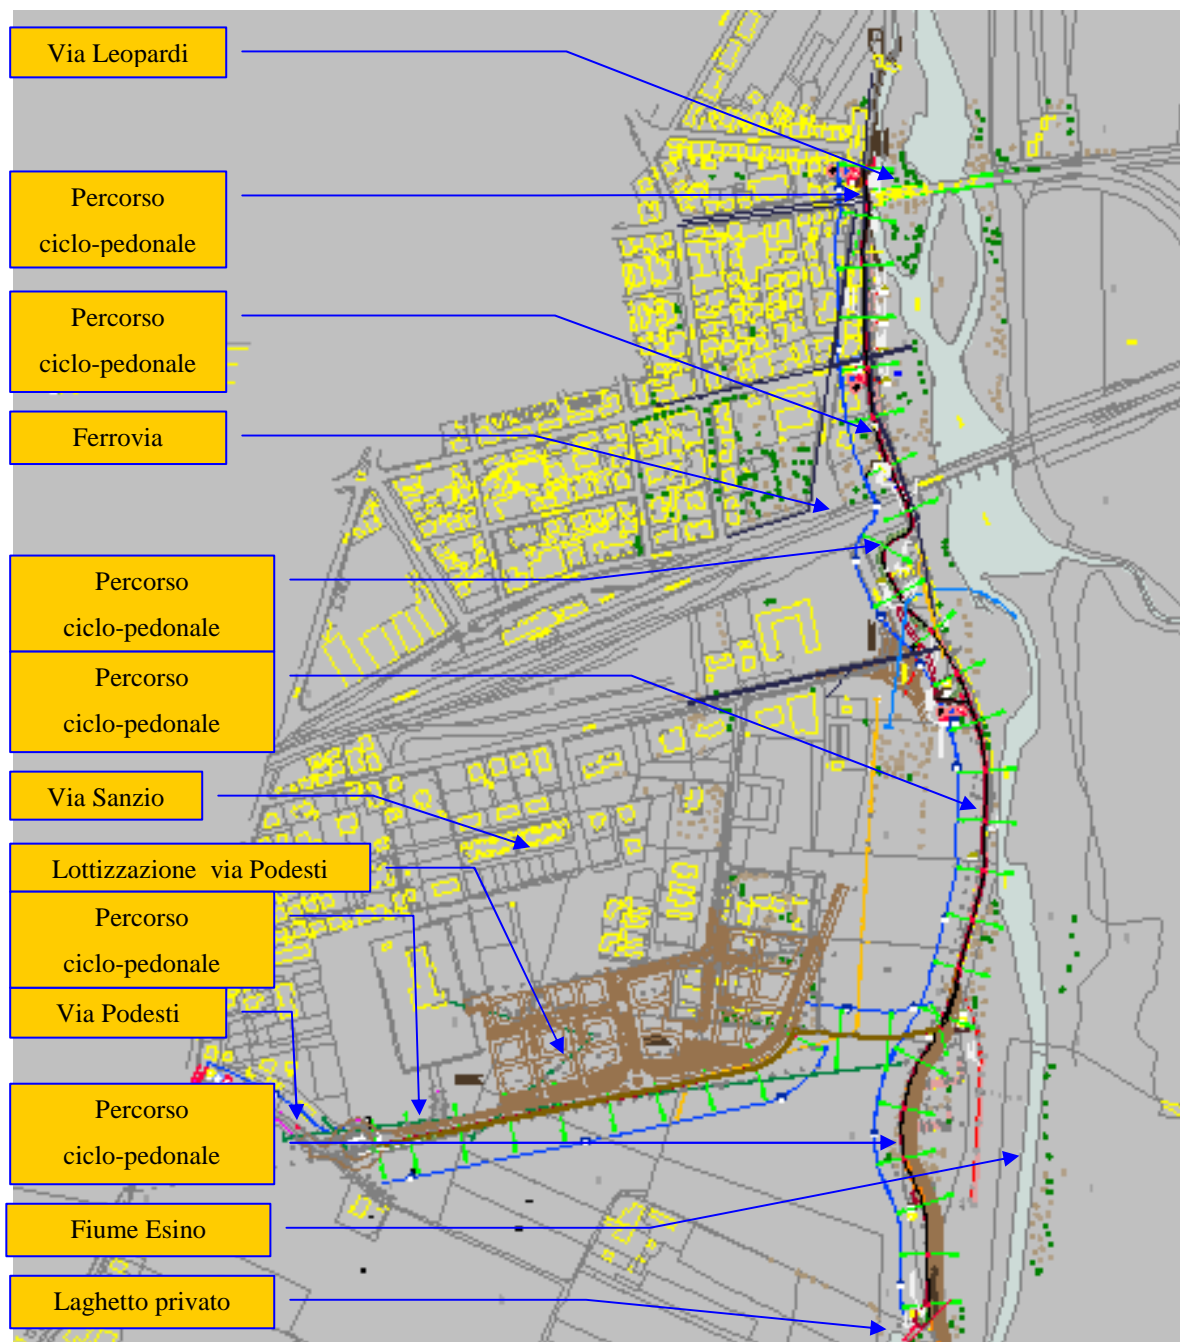 Via Leopardi
Percorso
ciclo-pedonale
Percorso
ciclo-pedonale
Ferrovia
Percorso
ciclo-pedonale
Percorso
ciclo-pedonale
Via Sanzio
Lottizzazione via Podesti
Percorso
ciclo-pedonale
Via Podesti
Percorso
ciclo-pedonale
Fiume Esino
Laghetto privato